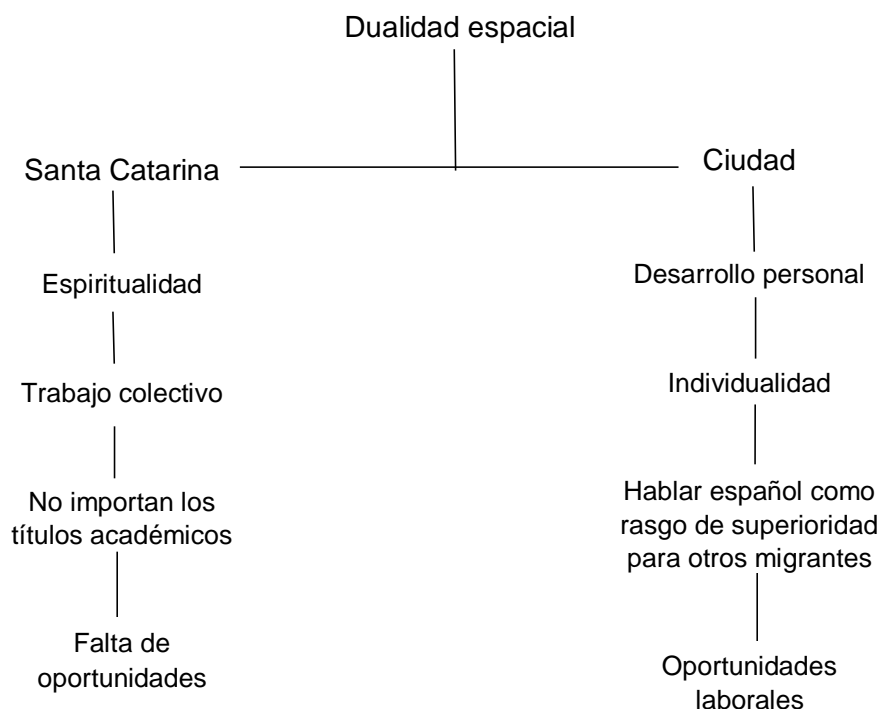 Dualidad espacial
Santa Catarina
Espiritualidad
Trabajo colectivo
No importan los
títulos académicos
Falta de
oportunidades
Ciudad
Desarrollo personal
Individualidad
Hablar español como
rasgo de superioridad
para otros migrantes
Oportunidades
laborales